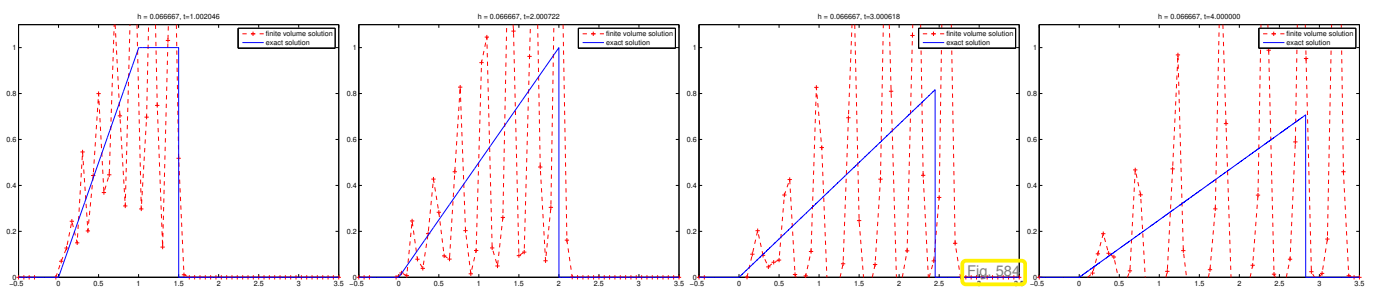 h = 0.066667, t=1.002046
finite volume solution
exact solution
1
0.8
0.6
0.4
0.2
0
−0.5 0 0.5 1 1.5 2 2.5 3 3.5
h = 0.066667, t=2.000722
finite volume solution
exact solution
1
0.8
0.6
0.4
0.2
0
−0.5 0 0.5 1 1.5 2 2.5 3 3.5
h = 0.066667, t=3.000618
finite volume solution
exact solution
1
0.8
0.6
0.4
0.2
0
−0.5 0 0.5 1 1.5 2 2.5 3 3.5
Fig. 584
h = 0.066667, t=4.000000
finite volume solution
exact solution
1
0.8
0.6
0.4
0.2
0
−0.5 0 0.5 1 1.5 2 2.5 3 3.5